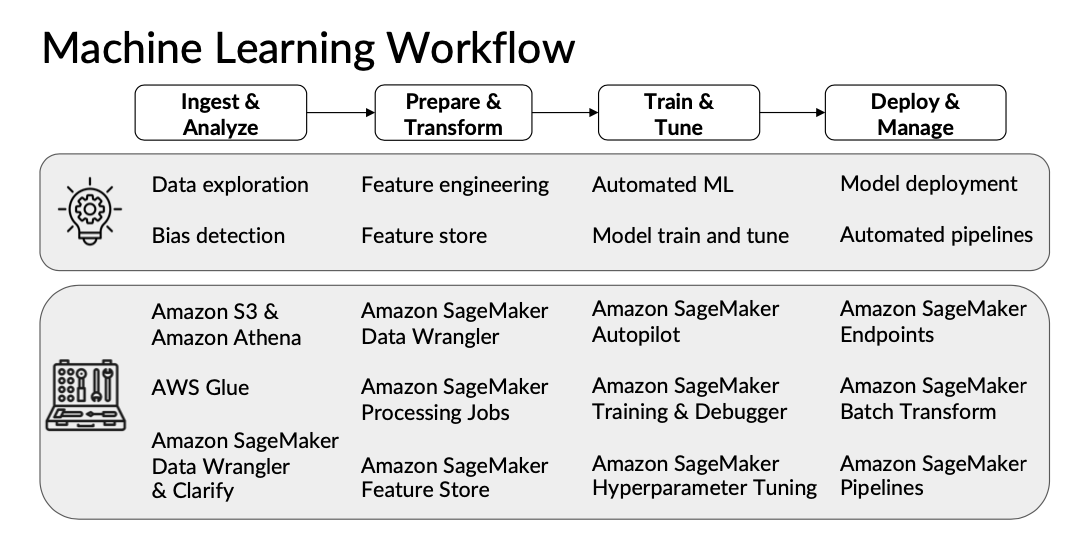 Machine Learning Workflow
Ingest &
Analyze
Prepare &
Transform
Train &
Tune
Deploy &
Manage
Data exploration
Bias detection
Feature engineering
Feature store
Automated ML
Model train and tune
Model deployment
Automated pipelines
Amazon S3 &
Amazon Athena
AWS Glue
Amazon SageMaker
Data Wrangler
& Clarify
Amazon SageMaker
Data Wrangler
Amazon SageMaker
Processing Jobs
Amazon SageMaker
Feature Store
Amazon SageMaker
Autopilot
Amazon SageMaker
Training & Debugger
Amazon SageMaker
Hyperparameter Tuning
Amazon SageMaker
Endpoints
Amazon SageMaker
Batch Transform
Amazon SageMaker
Pipelines